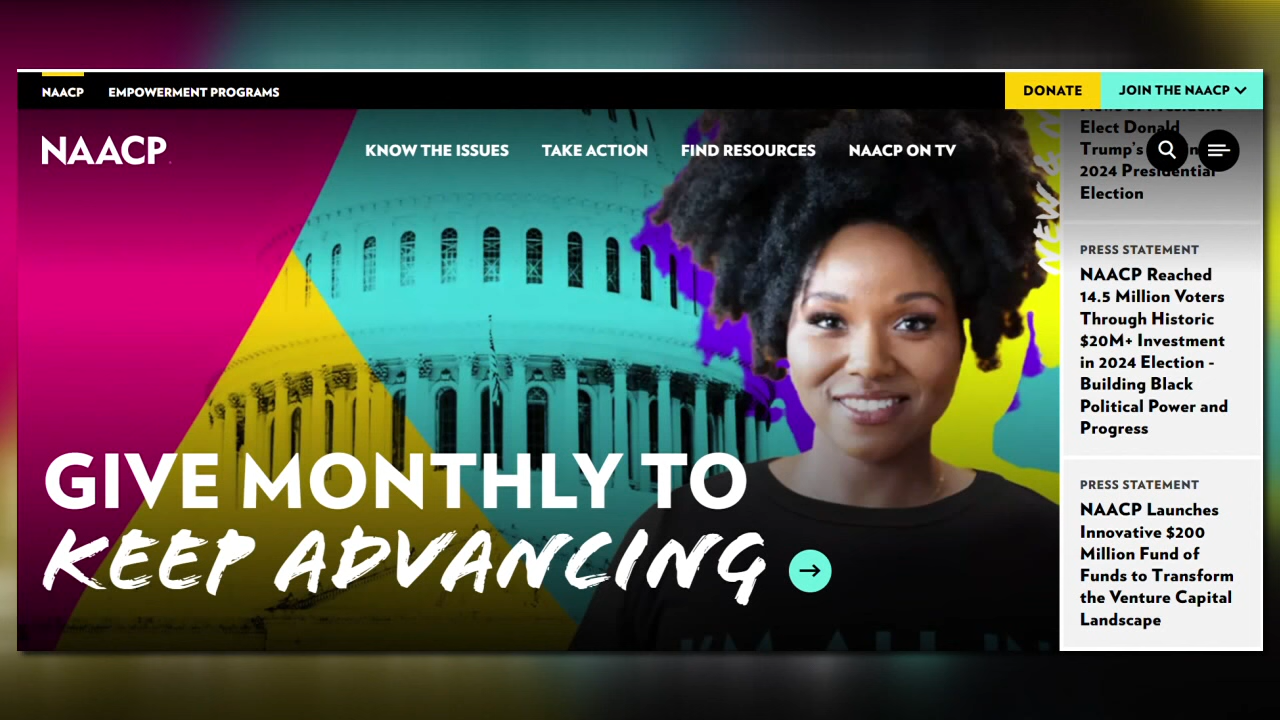 NAACP EMPOWERMENT PROGRAMS DONATE JOIN THE NAACP
NAACP KNOW THE ISSUES TAKE ACTION FIND RESOURCES NAACP ON TV
GIVE MONTHLY TO
KEEP ADVANCING
I'M ALL IN
NEW &
Elect Donald
Trump's
2024 Presidential
Election
PRESS STATEMENT
NAACP Reached
14.5 Million Voters
Through Historic
$20M+ Investment
in 2024 Election -
Building Black
Political Power and
Progress
PRESS STATEMENT
NAACP Launches
Innovative $200
Million Fund of
Funds to Transform
the Venture Capital
Landscape